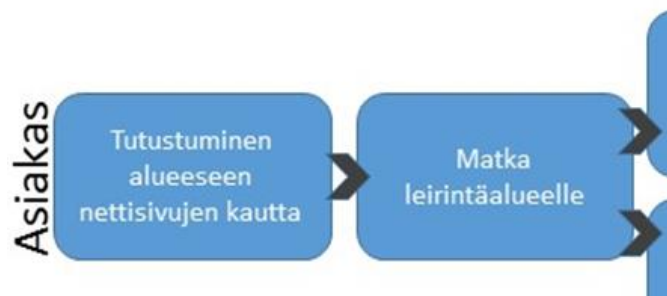 Asiakas
Tutustuminen
alueeseen
nettisivujen kautta
Matka
leirintäalueelle